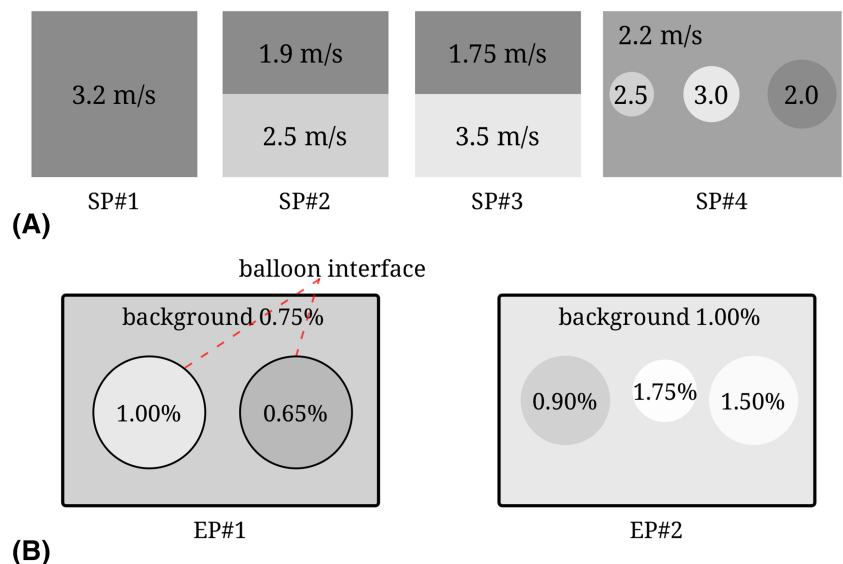 3.2 m/s
1.9 m/s
2.5 m/s
1.75 m/s
3.5 m/s
2.2 m/s
2.5 3.0 2.0
SP#1 SP#2 SP#3 SP#4
(A)
balloon interface
background 0.75%
1.00% 0.65%
EP#1
background 1.00%
0.90% 1.75% 1.50%
EP#2
(B)